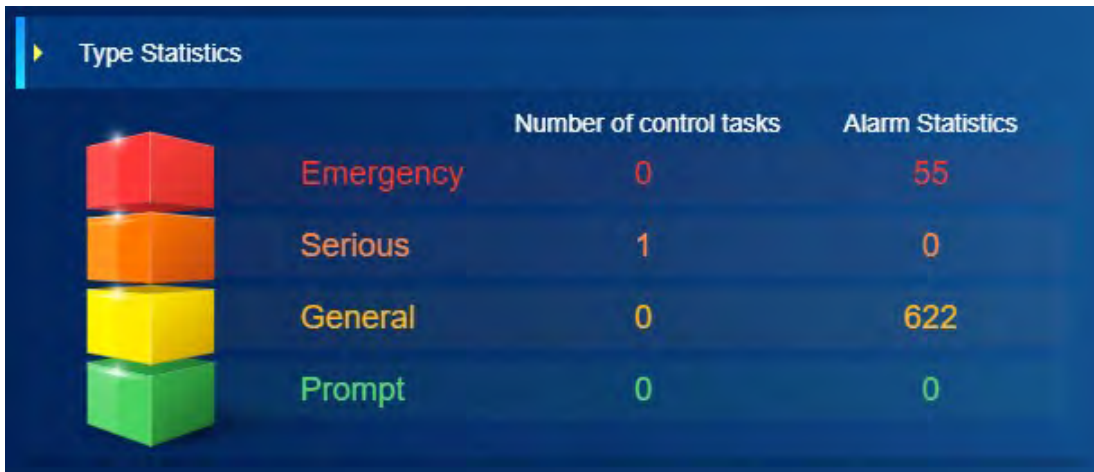 Type Statistics
Number of control tasks Alarm Statistics
Emergency 0 55
Serious 1 0
General 0 622
Prompt 0 0